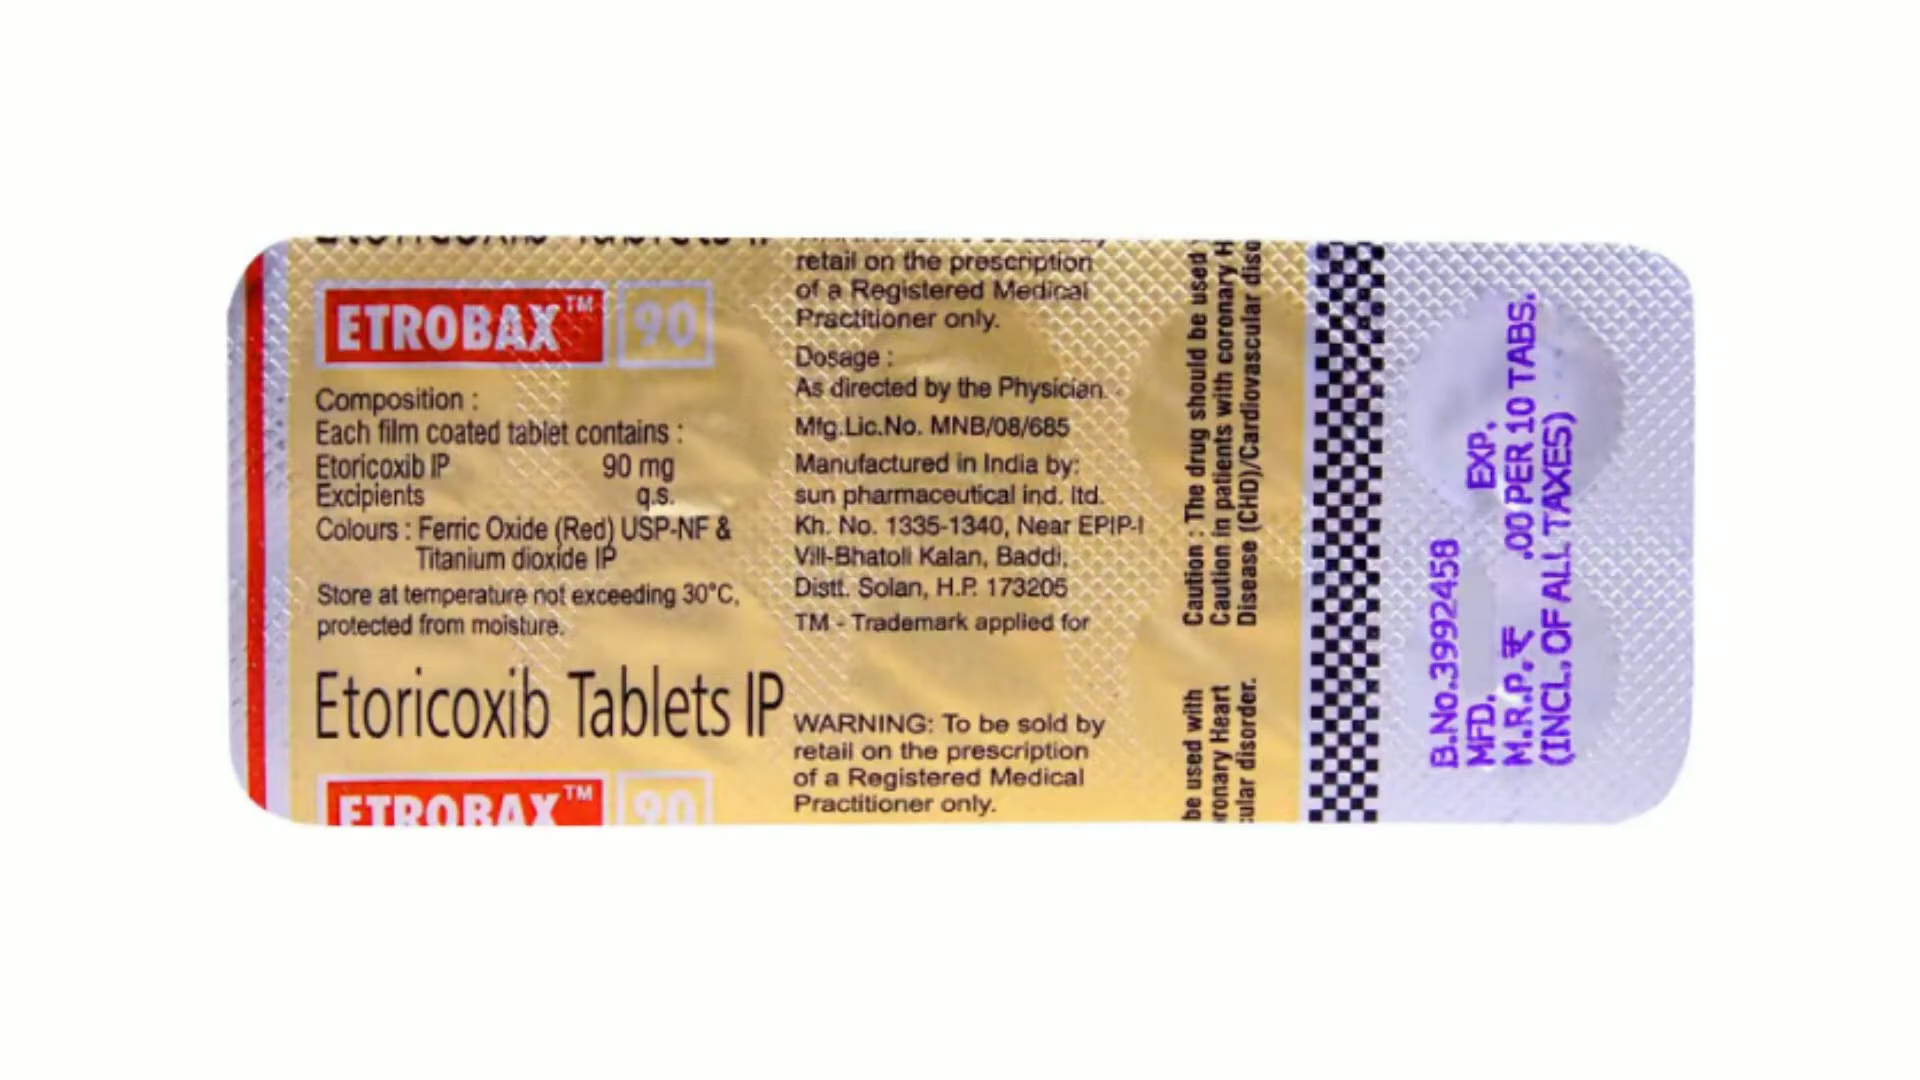 ETROBAX™ 90
Composition :
Each film coated tablet contains :
Etoricoxib IP 90 mg
Excipients q.s.
Colours : Ferric Oxide (Red) USP-NF &
Titanium dioxide IP
Store at temperature not exceeding 30°C,
protected from moisture.
Etoricoxib Tablets IP
ETROBAX™ 90
retail on the prescription
of a Registered Medical
Practitioner only.
Dosage :
As directed by the Physician.
Mfg.Lic.No. MNB/08/685
Manufactured in India by:
sun pharmaceutical ind. ltd.
Kh. No. 1335-1340, Near EPIP-I
Vill-Bhatoli Kalan, Baddi,
Distt. Solan, H.P. 173205
TM - Trademark applied for
WARNING: To be sold by
retail on the prescription
of a Registered Medical
Practitioner only.
Caution : The drug should be used
Caution in patients with coronary H
Disease (CHD)/Cardiovascular diso
be used with
ronary Heart
cular disorder.
B.No.3992458
MFD. EXP.
M.R.P.₹ .00 PER 10 TABS.
(INCL.OF ALL TAXES)